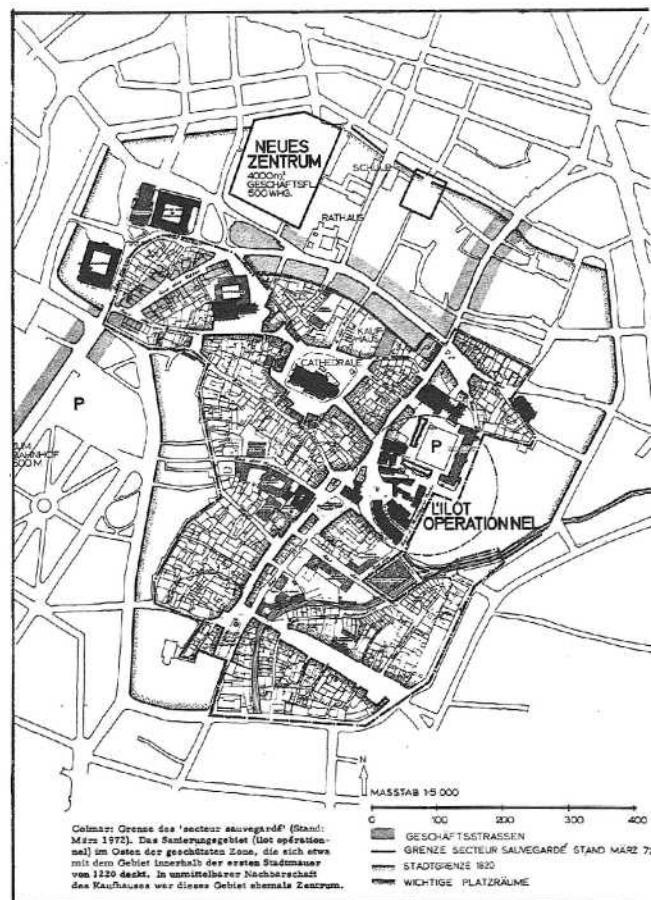 NEUES
ZENTRUM
4000m²
GESCHÄFTSFL.
500 WHG.
SCHULE
RATHAUS
KAUF
HAUS
CATHEDRALE
P
P
ZUM
BAHNHOF
500 M
L'ILOT
OPERATIONNEL
N
MASSTAB 1:5 000
0 100 200 300 400
GESCHÄFTSSTRASSEN
GRENZE SECTEUR SAUVEGARDÉ STAND MÄRZ 72
STADTGRENZE 1820
WICHTIGE PLATZRÄUME
Colmar: Grenze des 'secteur sauvegardé' (Stand:
März 1972). Das Sanierungsgebiet (ilot opération-
nel) im Osten der geschützten Zone, die sich etwa
mit dem Gebiet innerhalb der ersten Stadtmauer
von 1220 deckt. In unmittelbarer Nachbarschaft
des Kaufhauses war dieses Gebiet ehemals Zentrum.